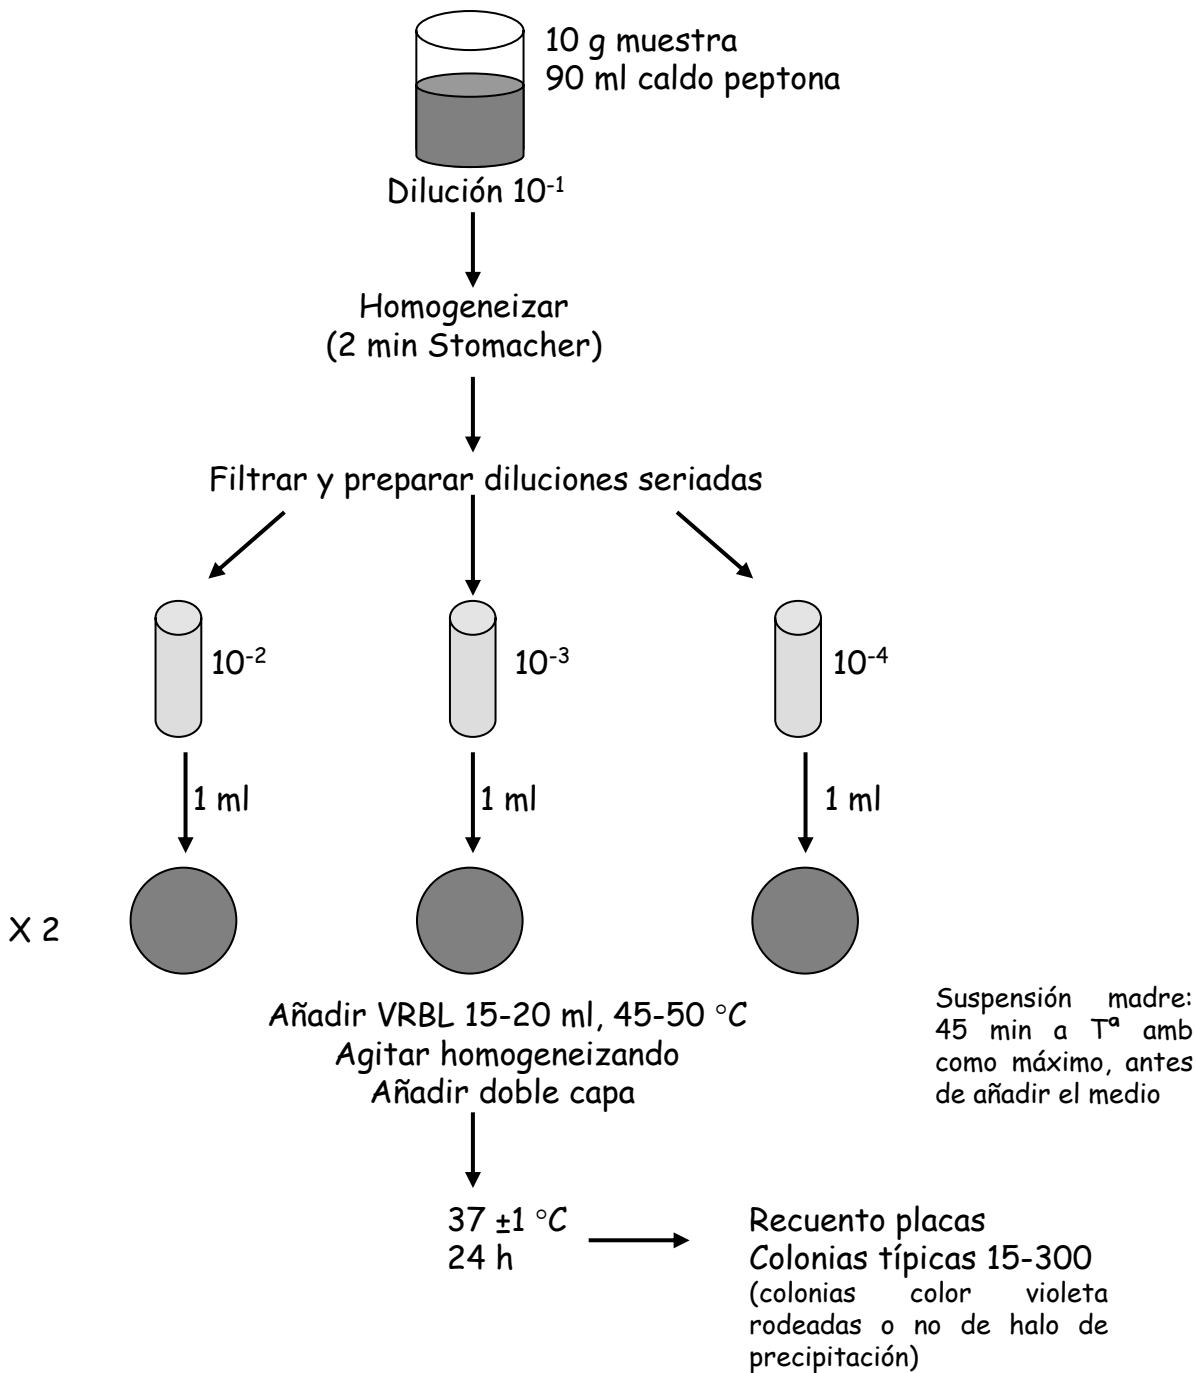 10 g muestra
90 ml caldo peptona
Dilución 10⁻¹
Homogeneizar
(2 min Stomacher)
Filtrar y preparar diluciones seriadas
10⁻²
10⁻³
10⁻⁴
1 ml
1 ml
1 ml
X 2
Añadir VRBL 15-20 ml, 45-50 °C
Agitar homogeneizando
Añadir doble capa
Suspensión madre:
45 min a Tª amb
como máximo, antes
de añadir el medio
37 ±1 °C
24 h
Recuento placas
Colonias típicas 15-300
(colonias color violeta
rodeadas o no de halo de
precipitación)